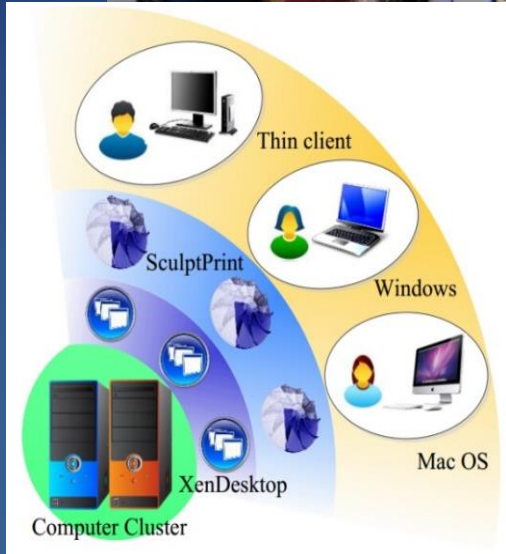 Thin client
SculptPrint
Windows
XenDesktop
Mac OS
Computer Cluster